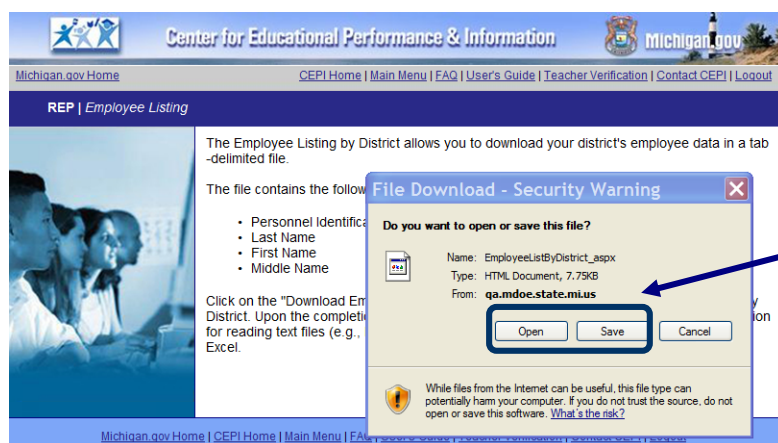 Center for Educational Performance & Information
Michigan.gov
Michigan.gov Home
CEPI Home | Main Menu | FAQ | User's Guide | Teacher Verification | Contact CEPI | Logout
REP | Employee Listing
The Employee Listing by District allows you to download your district's employee data in a tab
-delimited file.
The file contains the follow
• Personnel Identifica
• Last Name
• First Name
• Middle Name
Click on the "Download Em
y
District. Upon the completi
ion
for reading text files (e.g.,
Excel.
File Download - Security Warning
Do you want to open or save this file?
Name: EmployeeListByDistrict_aspx
Type: HTML Document, 7.75KB
From: qa.mdoe.state.mi.us
Open Save Cancel
While files from the Internet can be useful, this file type can
potentially harm your computer. If you do not trust the source, do not
open or save this software. What's the risk?
Michigan.gov Home | CEPI Home | Main Menu | FAQ